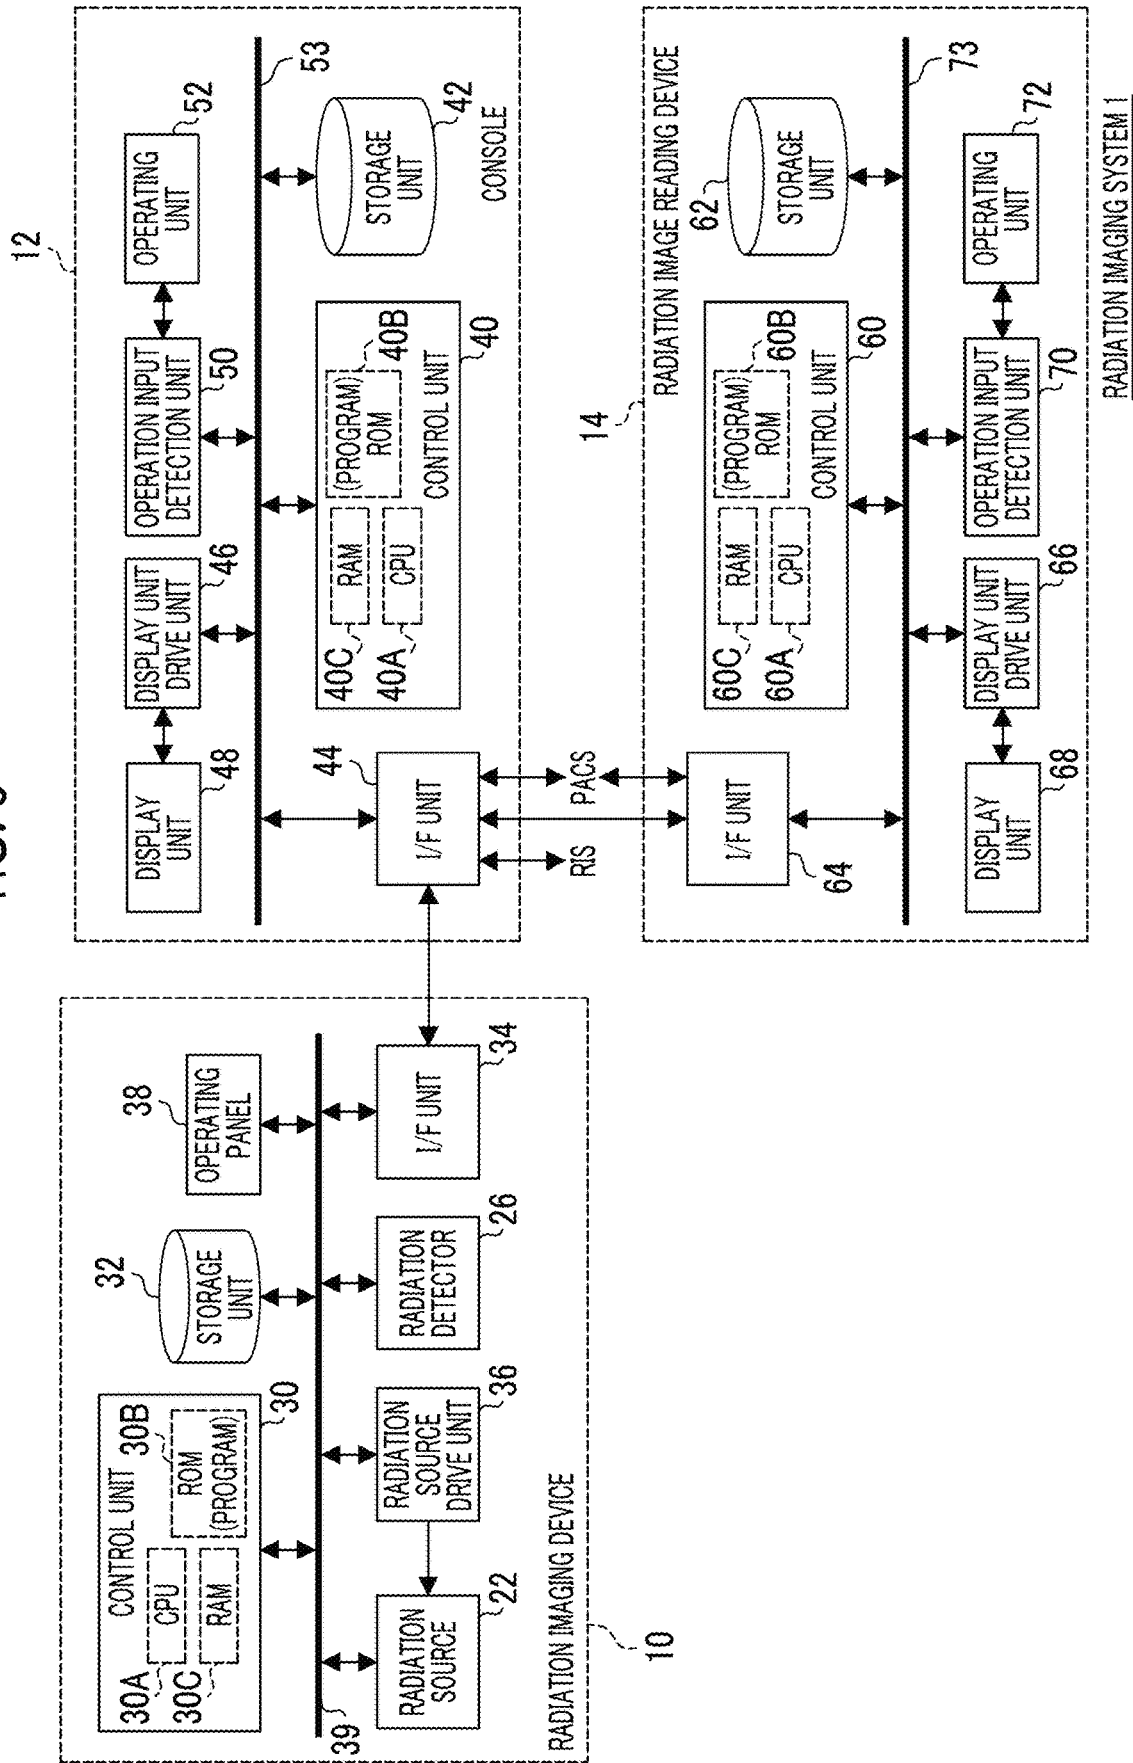 RADIATION IMAGING SYSTEM 1
10
RADIATION IMAGING DEVICE
30
CONTROL UNIT
30A
CPU
30B
ROM
(PROGRAM)
30C
RAM
32
STORAGE
UNIT
38
OPERATING
PANEL
39
22
RADIATION
SOURCE
36
RADIATION
SOURCE
DRIVE UNIT
26
RADIATION
DETECTOR
34
I/F UNIT
12
CONSOLE
48
DISPLAY
UNIT
46
DISPLAY UNIT
DRIVE UNIT
50
OPERATION INPUT
DETECTION UNIT
52
OPERATING
UNIT
53
44
I/F UNIT
40
CONTROL UNIT
40C
RAM
40A
CPU
40B
(PROGRAM)
ROM
42
STORAGE
UNIT
RIS
PACS
14
RADIATION IMAGE READING DEVICE
64
I/F UNIT
60
CONTROL UNIT
60C
RAM
60A
CPU
60B
(PROGRAM)
ROM
62
STORAGE
UNIT
73
68
DISPLAY
UNIT
66
DISPLAY UNIT
DRIVE UNIT
70
OPERATION INPUT
DETECTION UNIT
72
OPERATING
UNIT